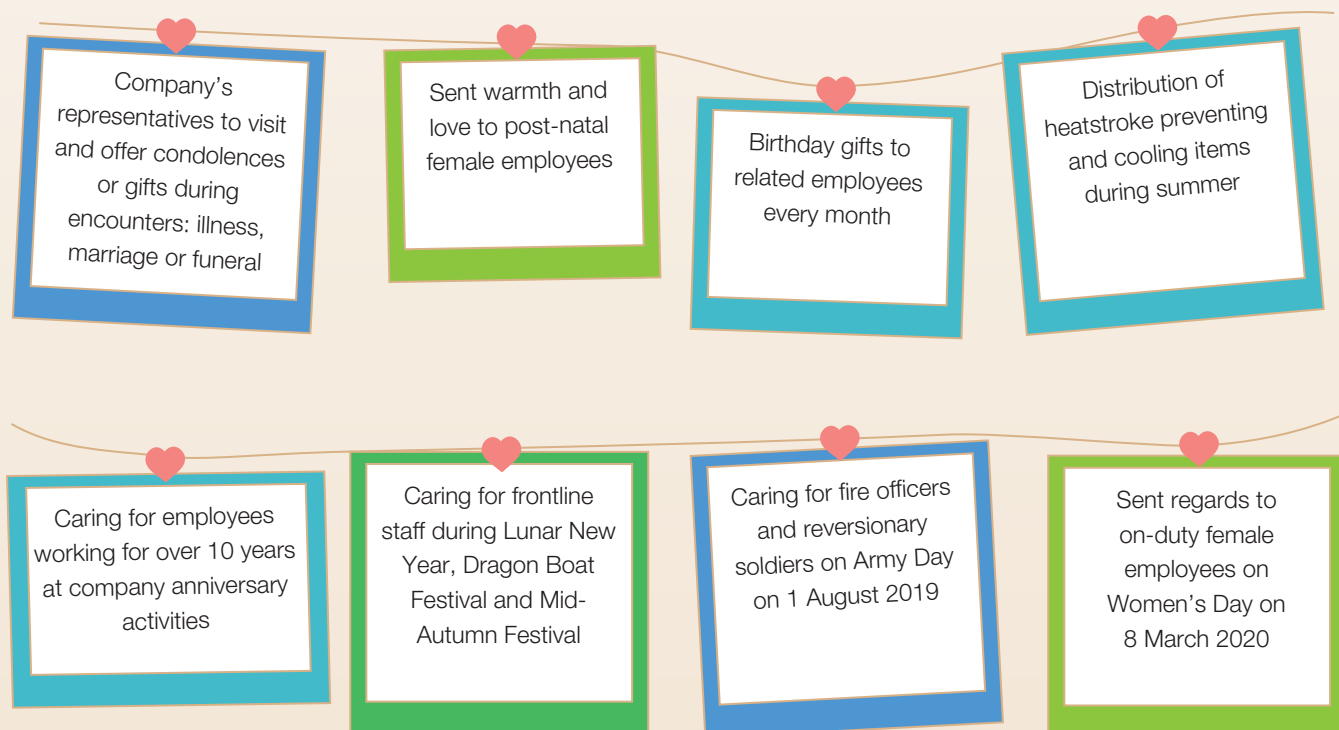 Company’s
representatives to visit
and offer condolences
or gifts during
encounters: illness,
marriage or funeral
Sent warmth and
love to post-natal
female employees
Birthday gifts to
related employees
every month
Distribution of
heatstroke preventing
and cooling items
during summer
Caring for employees
working for over 10 years
at company anniversary
activities
Caring for frontline
staff during Lunar New
Year, Dragon Boat
Festival and Mid-
Autumn Festival
Caring for fire officers
and reversionary
soldiers on Army Day
on 1 August 2019
Sent regards to
on-duty female
employees on
Women’s Day on
8 March 2020